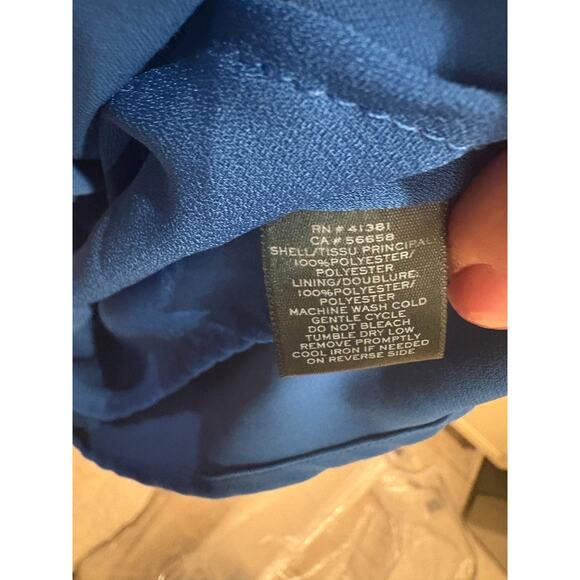 RN # 41381
CA # 56658
SHELL/TISSU PRINCIPAL:
100%POLYESTER/
POLYESTER
LINING/DOUBLURE:
100%POLYESTER/
POLYESTER
MACHINE WASH COLD
GENTLE CYCLE
DO NOT BLEACH
TUMBLE DRY LOW
REMOVE PROMPTLY
COOL IRON IF NEEDED
ON REVERSE SIDE